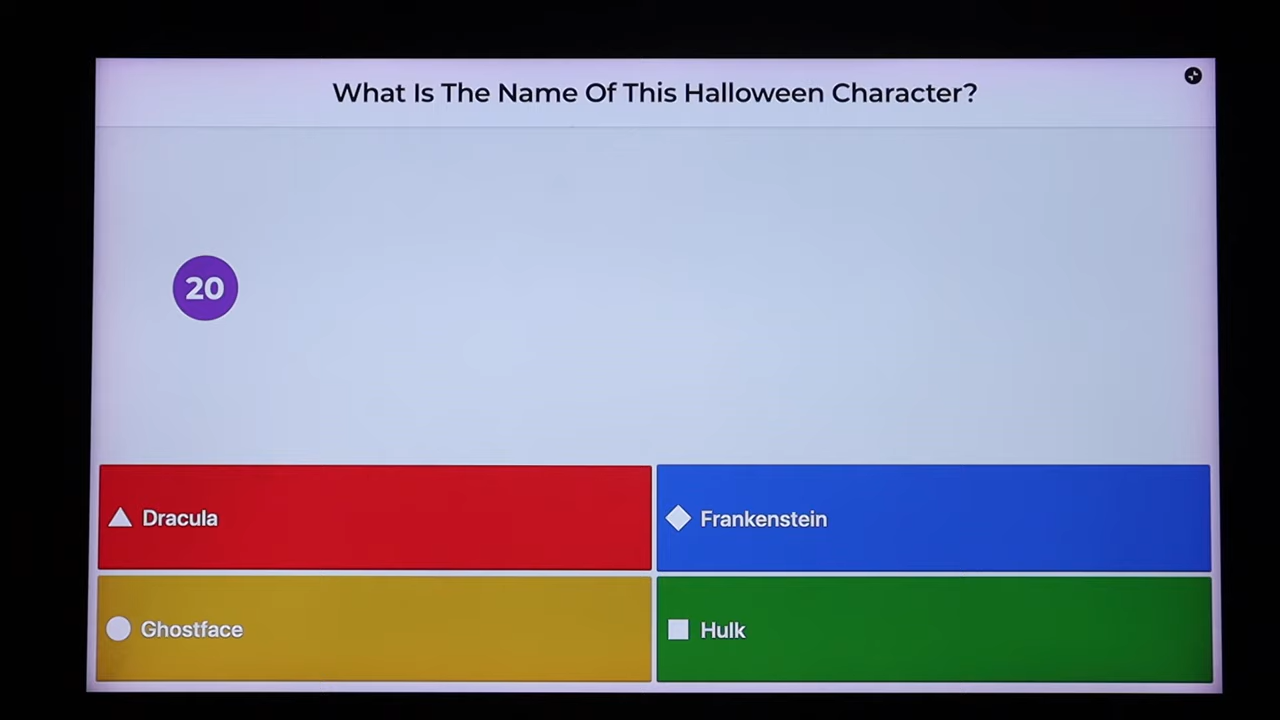 What Is The Name Of This Halloween Character?
20
Dracula
Frankenstein
Ghostface
Hulk